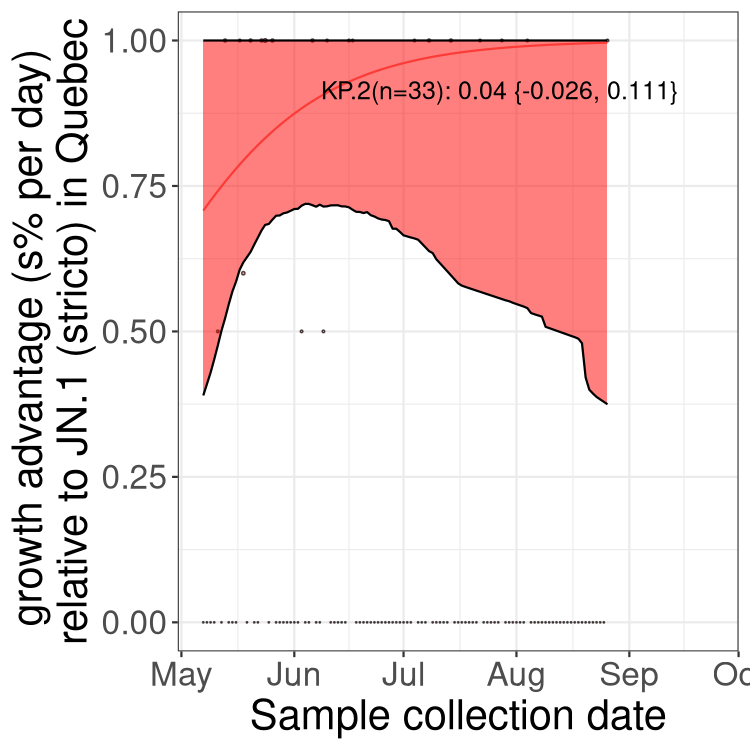 growth advantage (s% per day)
relative to JN.1 (stricto) in Quebec
1.00
0.75
0.50
0.25
0.00
KP.2(n=33): 0.04 {-0.026, 0.111}
May Jun Jul Aug Sep Oc
Sample collection date